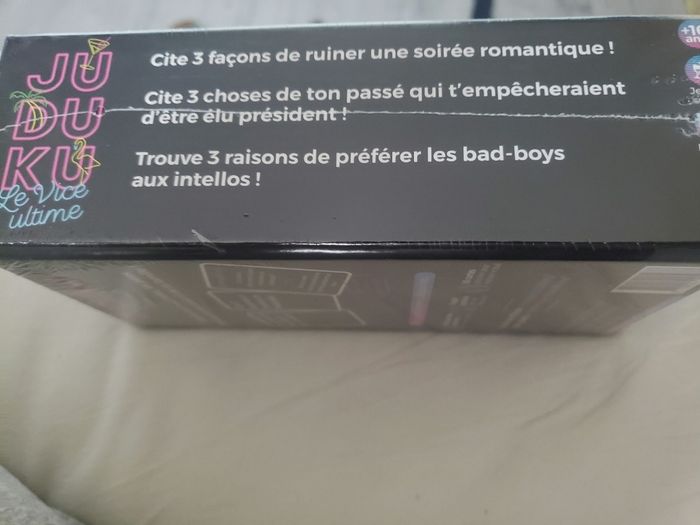 JU
DU
KU
Le Vice
ultime
Cite 3 façons de ruiner une soirée romantique !
Cite 3 choses de ton passé qui t'empêcheraient
d'être élu président !
Trouve 3 raisons de préférer les bad-boys
aux intellos !